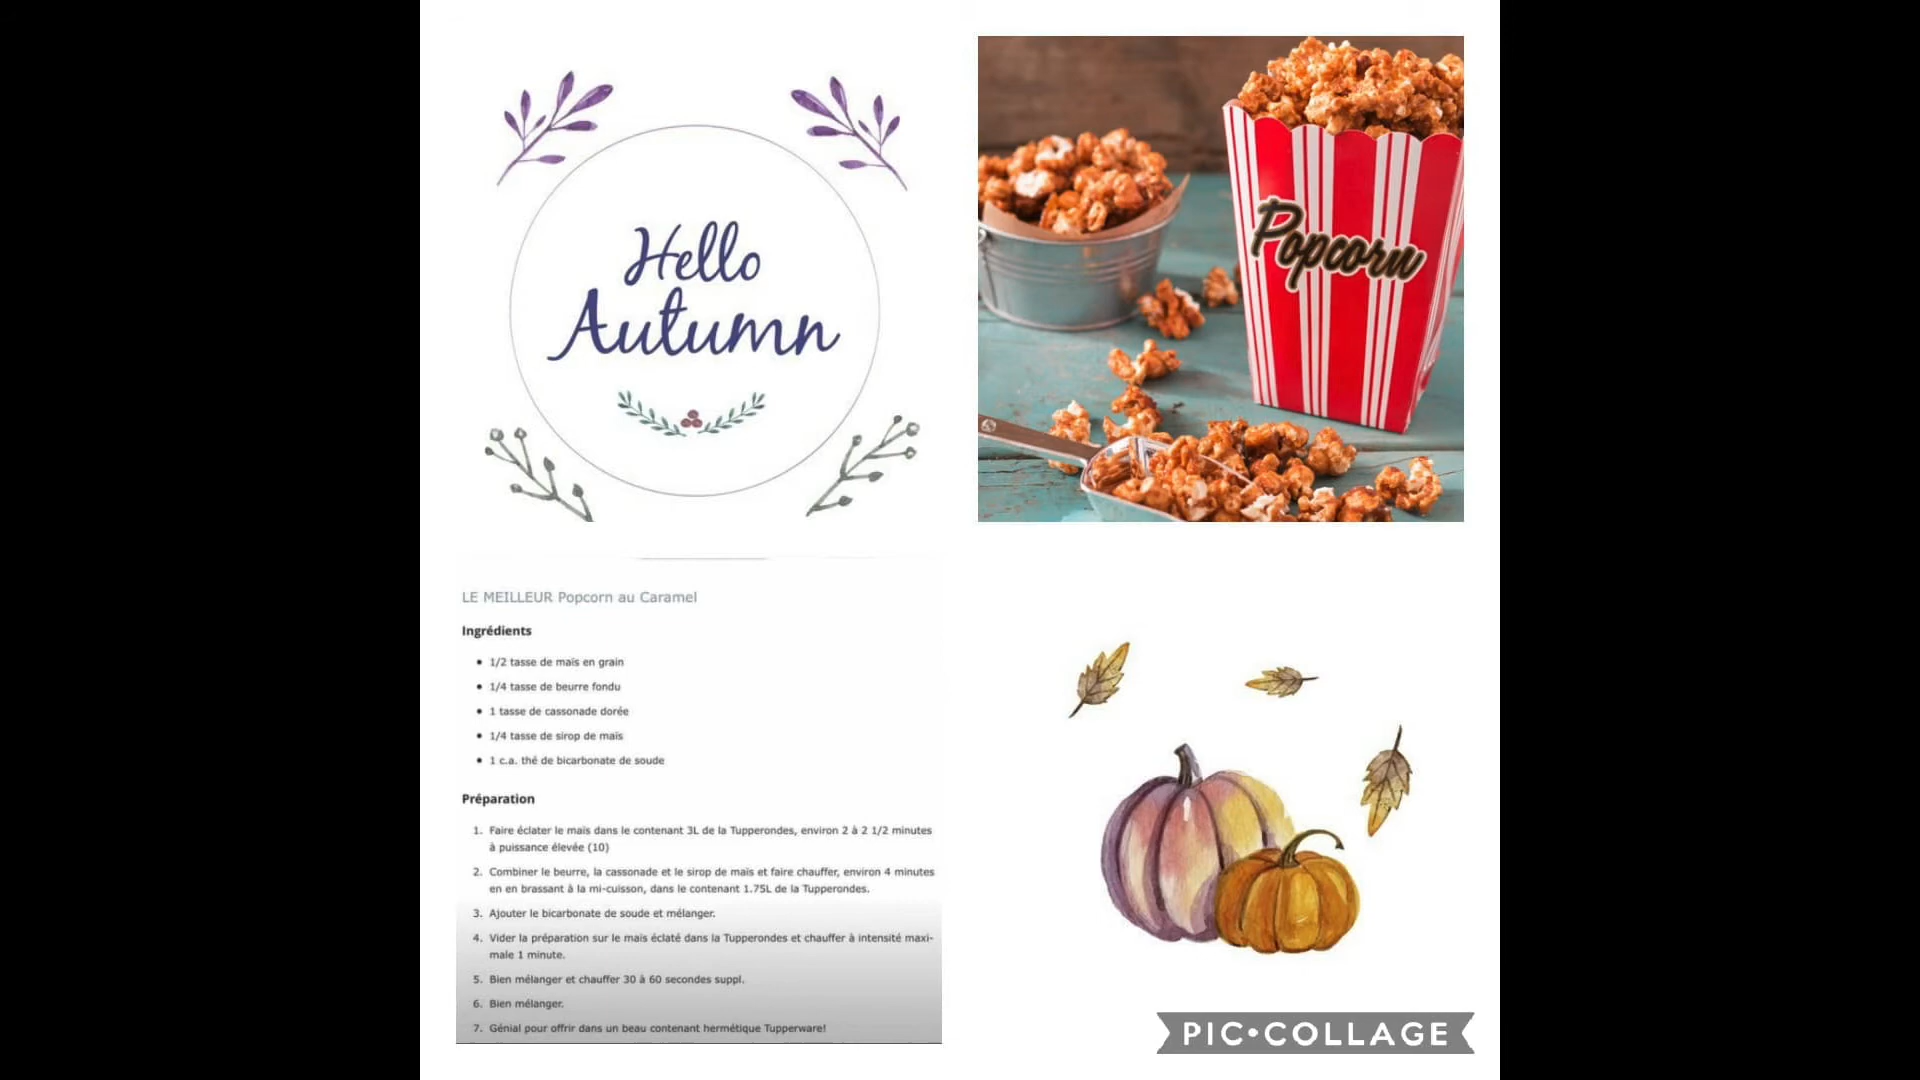 Hello
Autumn
Popcorn
LE MEILLEUR Popcorn au Caramel
Ingrédients
• 1/2 tasse de maïs en grain
• 1/4 tasse de beurre fondu
• 1 tasse de cassonade dorée
• 1/4 tasse de sirop de maïs
• 1 c.a. thé de bicarbonate de soude
Préparation
1. Faire éclater le maïs dans le contenant 3L de la Tupperondes, environ 2 à 2 1/2 minutes
à puissance élevée (10)
2. Combiner le beurre, la cassonade et le sirop de maïs et faire chauffer, environ 4 minutes
en en brassant à la mi-cuisson, dans le contenant 1.75L de la Tupperondes.
3. Ajouter le bicarbonate de soude et mélanger.
4. Vider la préparation sur le maïs éclaté dans la Tupperondes et chauffer à intensité maxi-
male 1 minute.
5. Bien mélanger et chauffer 30 à 60 secondes suppl.
6. Bien mélanger.
7. Génial pour offrir dans un beau contenant hermétique Tupperware!
PIC•COLLAGE